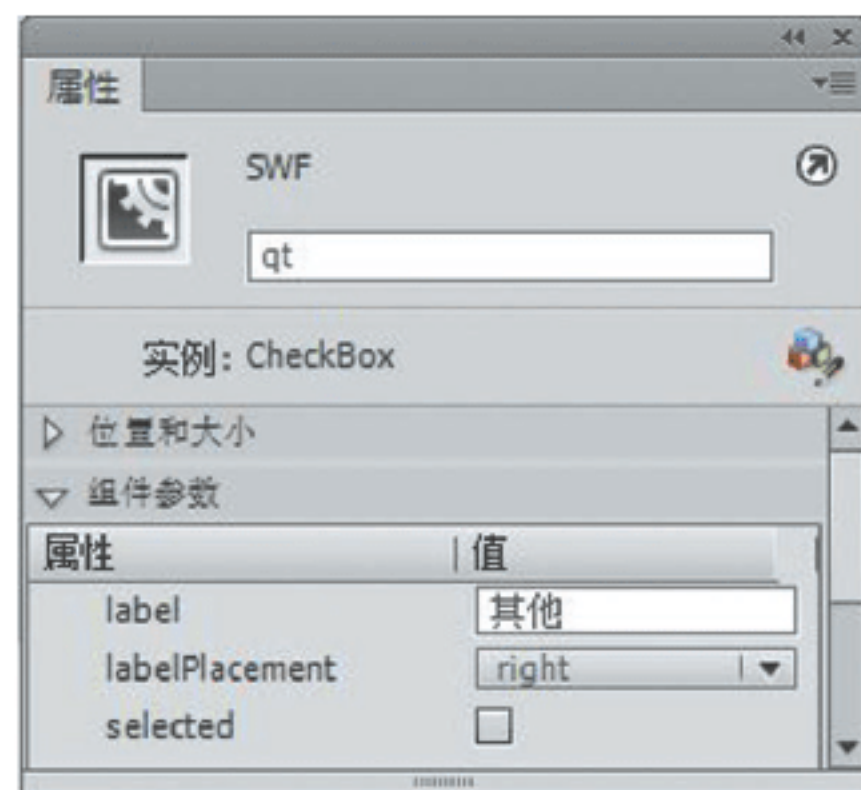 属性
SWF
qt
实例: CheckBox
位置和大小
组件参数
属性 值
label 其他
labelPlacement right
selected